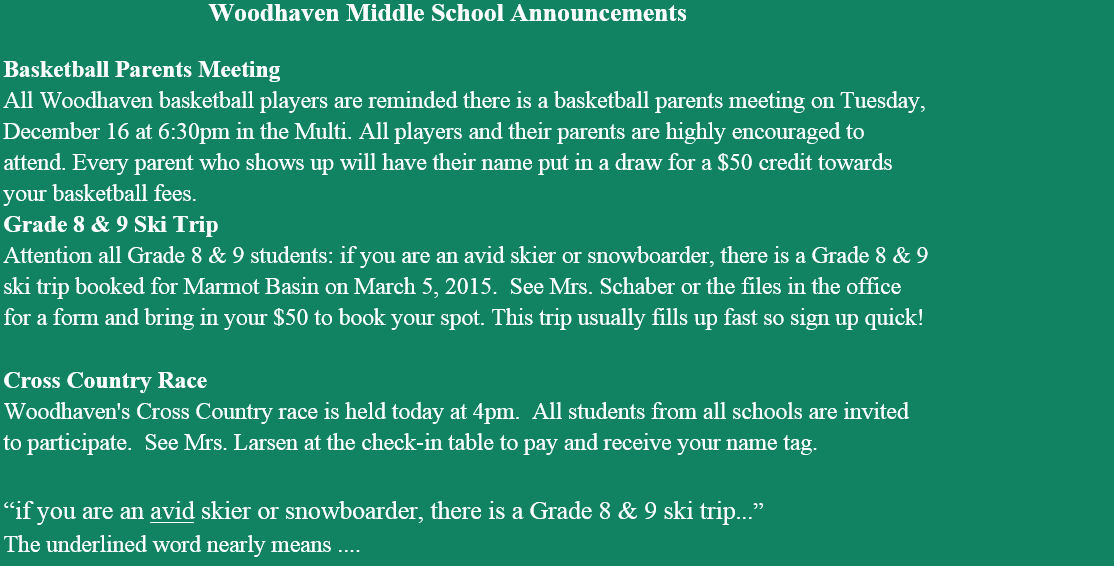 Woodhaven Middle School Announcements
Basketball Parents Meeting
All Woodhaven basketball players are reminded there is a basketball parents meeting on Tuesday,
December 16 at 6:30pm in the Multi. All players and their parents are highly encouraged to
attend. Every parent who shows up will have their name put in a draw for a $50 credit towards
your basketball fees.
Grade 8 & 9 Ski Trip
Attention all Grade 8 & 9 students: if you are an avid skier or snowboarder, there is a Grade 8 & 9
ski trip booked for Marmot Basin on March 5, 2015.  See Mrs. Schaber or the files in the office
for a form and bring in your $50 to book your spot. This trip usually fills up fast so sign up quick!
Cross Country Race
Woodhaven's Cross Country race is held today at 4pm.  All students from all schools are invited
to participate.  See Mrs. Larsen at the check-in table to pay and receive your name tag.
“if you are an avid skier or snowboarder, there is a Grade 8 & 9 ski trip...”
The underlined word nearly means ....